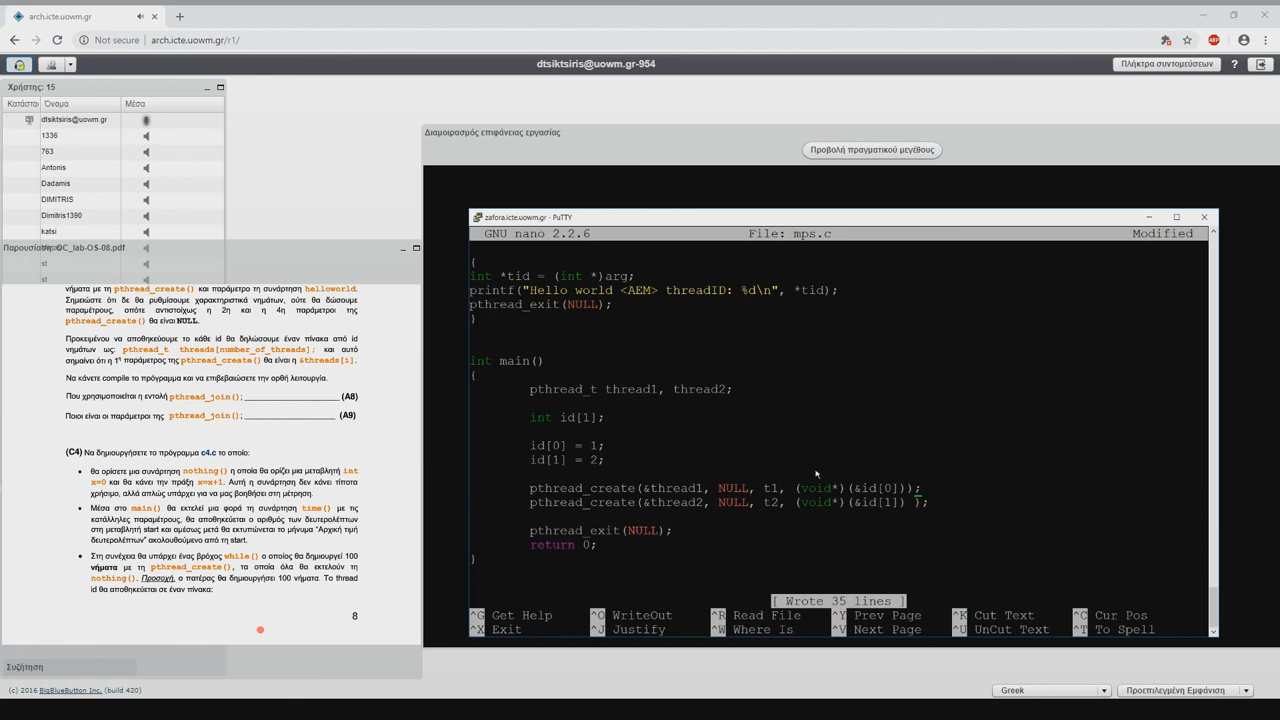 arch.icte.uowm.gr
Not secure
arch.icte.uowm.gr/r1/
ABP
dtsiktsiris@uowm.gr-954
Πλήκτρα συντομεύσεων
?
Χρήστης: 15
Κατάστασ Όνομα Μέσα
dtsiktsiris@uowm.gr
1336
763
Antonis
Dadamis
DIMITRIS
Dimitris1390
katsi
st
st
Διαμοιρασμός επιφάνειας εργασίας
Προβολή πραγματικού μεγέθους
OC_lab-OS-08.pdf
νήματα με τη pthread_create() και παράμετρο τη συνάρτηση helloworld.
Σημειώστε ότι δε θα ρυθμίσουμε χαρακτηριστικά νημάτων, ούτε θα δώσουμε
παραμέτρους, οπότε αντιστοίχως η 2η και η 4η παράμετροι της
pthread_create() θα είναι NULL.
Προκειμένου να αποθηκεύουμε το κάθε id θα δηλώσουμε έναν πίνακα από id
νημάτων ως: pthread_t threads[number_of_threads]; και αυτό
σημαίνει ότι η 1η παράμετρος της pthread_create() θα είναι η &threads[i].
Να κάνετε compile το πρόγραμμα και να επιβεβαιώσετε την ορθή λειτουργία.
Που χρησιμοποιείται η εντολή pthread_join();____________________ (A8)
Ποιοι είναι οι παράμετροι της pthread_join();__________________ (A9)
(C4) Να δημιουργήσετε το πρόγραμμα c4.c το οποίο:
• θα ορίσετε μια συνάρτηση nothing() η οποία θα ορίζει μια μεταβλητή int
x=0 και θα κάνει την πράξη x=x+1. Αυτή η συνάρτηση δεν κάνει τίποτα
χρήσιμο, αλλά απλώς υπάρχει για να μας βοηθήσει στη μέτρηση.
• Μέσα στο main() θα εκτελεί μια φορά τη συνάρτηση time() με τις
κατάλληλες παραμέτρους, θα αποθηκεύεται ο αριθμός των δευτερολέπτων
στη μεταβλητή start και αμέσως μετά θα εκτυπώνεται το μήνυμα "Αρχική τιμή
δευτερολέπτων" ακολουθούμενο από τη start.
• Στη συνέχεια θα υπάρχει ένας βρόχος while() ο οποίος θα δημιουργεί 100
νήματα με τη pthread_create(), τα οποία όλα θα εκτελούν τη
nothing(). Προσοχή, ο πατέρας θα δημιουργήσει 100 νήματα. Το thread
id θα αποθηκεύεται σε έναν πίνακα:
8
Συζήτηση
zafora.icte.uowm.gr - PuTTY
GNU nano 2.2.6 File: mps.c Modified
{
int *tid = (int *)arg;
printf("Hello world <AEM> threadID: %d\n", *tid);
pthread_exit(NULL);
}
int main()
{
pthread_t thread1, thread2;
int id[1];
id[0] = 1;
id[1] = 2;
pthread_create(&thread1, NULL, t1, (void*)(&id[0]));
pthread_create(&thread2, NULL, t2, (void*)(&id[1]) );
pthread_exit(NULL);
return 0;
}
[ Wrote 35 lines ]
^G Get Help ^O WriteOut ^R Read File ^Y Prev Page ^K Cut Text ^C Cur Pos
^X Exit ^J Justify ^W Where Is ^V Next Page ^U UnCut Text ^T To Spell
(c) 2016 BigBlueButton Inc. (build 420)
Greek
Προεπιλεγμένη Εμφάνιση